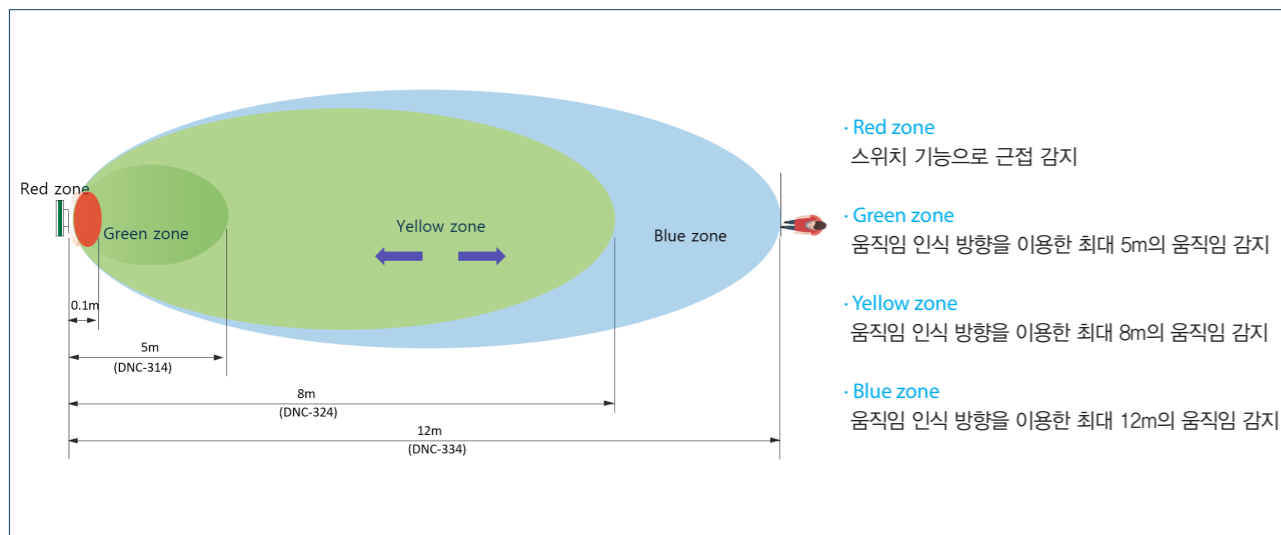 Red zone
Green zone
Yellow zone
Blue zone
0.1m
5m
(DNC-314)
8m
(DNC-324)
12m
(DNC-334)
· Red zone
스위치 기능으로 근접 감지
· Green zone
움직임 인식 방향을 이용한 최대 5m의 움직임 감지
· Yellow zone
움직임 인식 방향을 이용한 최대 8m의 움직임 감지
· Blue zone
움직임 인식 방향을 이용한 최대 12m의 움직임 감지